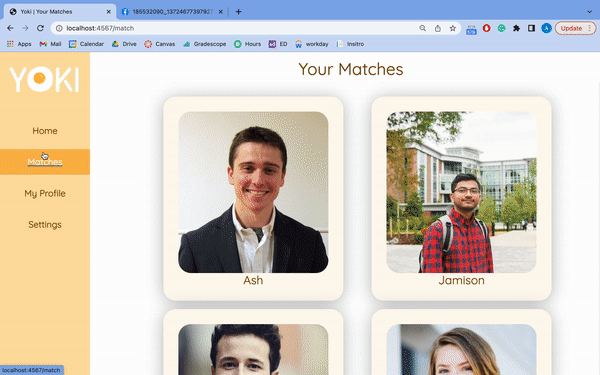 Yoki | Your Matches
185532090_1372467739792
localhost:4567/match
Update
Apps
Mail
Calendar
Drive
Canvas
Gradescope
Hours
ED
workday
Insitro
YOKI
Home
Matches
My Profile
Settings
Your Matches
Ash
Jamison
localhost:4567/match